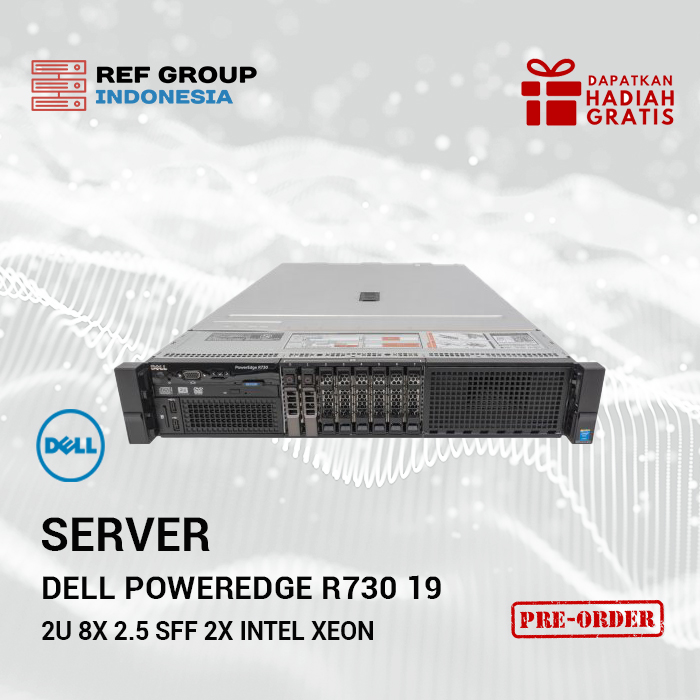 REF GROUP
INDONESIA
DAPATKAN
HADIAH
GRATIS
DELL
PowerEdge R730
DELL
SERVER
DELL POWEREDGE R730 19
2U 8X 2.5 SFF 2X INTEL XEON
PRE-ORDER